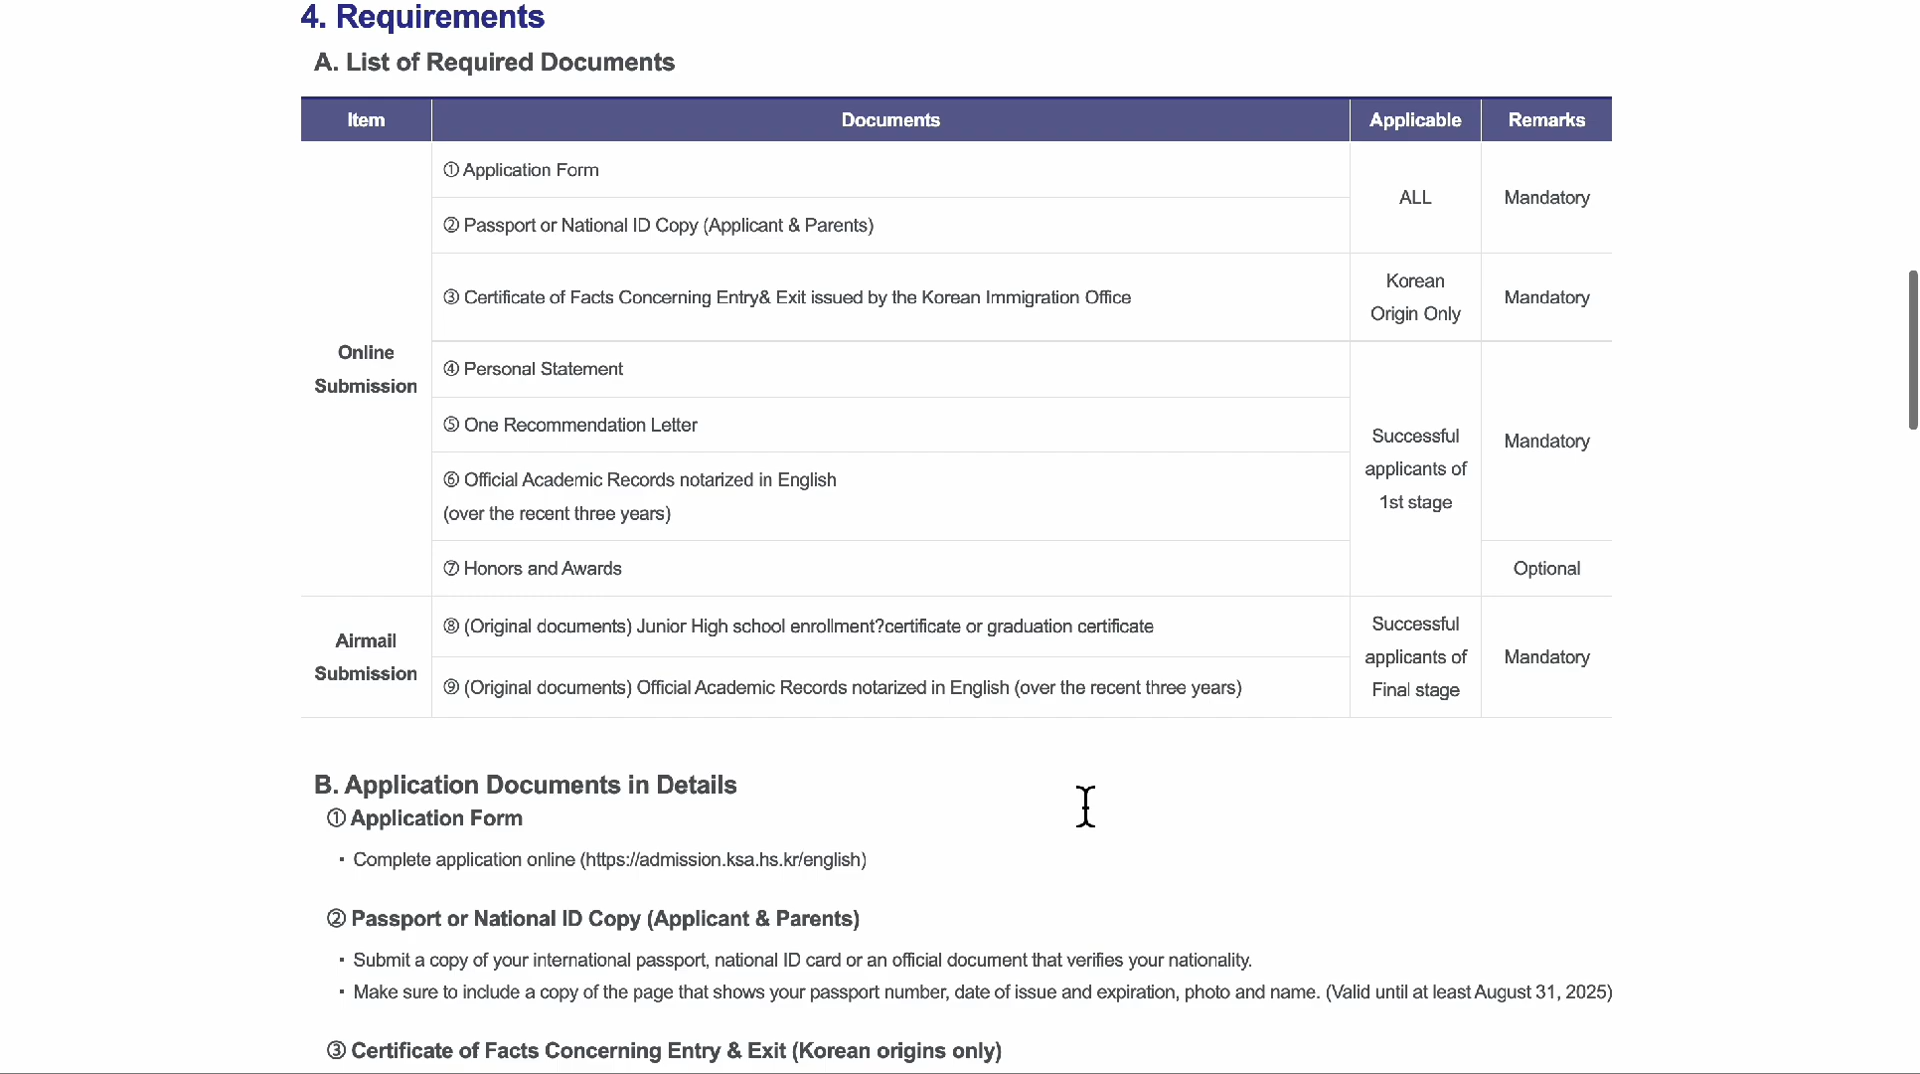 4. Requirements
A. List of Required Documents
Item Documents Applicable Remarks
① Application Form
② Passport or National ID Copy (Applicant & Parents)
ALL
Mandatory
③ Certificate of Facts Concerning Entry& Exit issued by the Korean Immigration Office
Korean
Origin Only
Mandatory
Online
Submission
④ Personal Statement
⑤ One Recommendation Letter
⑥ Official Academic Records notarized in English
(over the recent three years)
⑦ Honors and Awards
Successful
applicants of
1st stage
Mandatory
Optional
Airmail
Submission
⑧ (Original documents) Junior High school enrollment?certificate or graduation certificate
⑨ (Original documents) Official Academic Records notarized in English (over the recent three years)
Successful
applicants of
Final stage
Mandatory
B. Application Documents in Details
① Application Form
· Complete application online (https://admission.ksa.hs.kr/english)
② Passport or National ID Copy (Applicant & Parents)
· Submit a copy of your international passport, national ID card or an official document that verifies your nationality.
· Make sure to include a copy of the page that shows your passport number, date of issue and expiration, photo and name. (Valid until at least August 31, 2025)
③ Certificate of Facts Concerning Entry & Exit (Korean origins only)